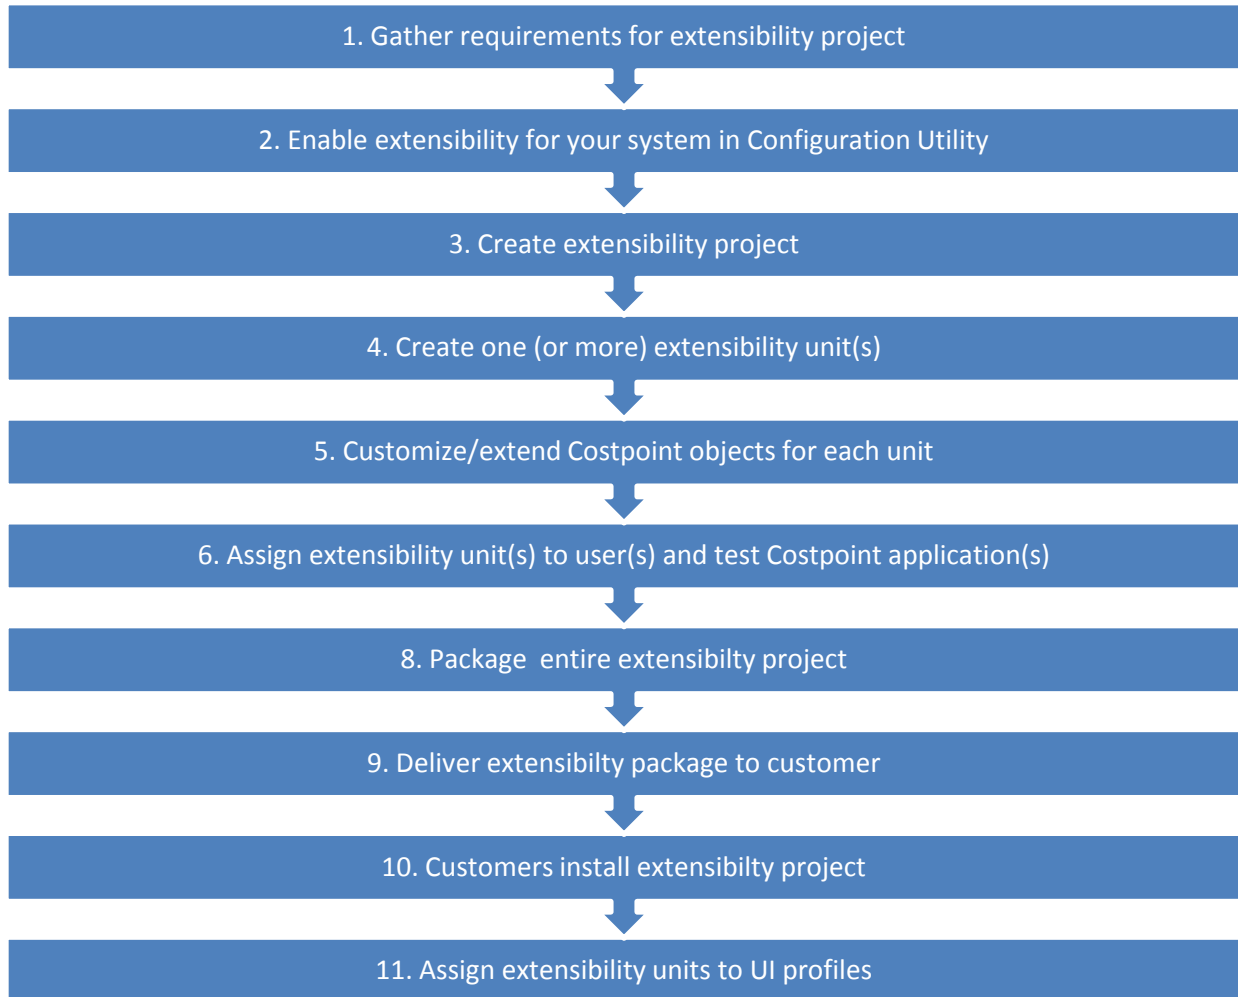 1. Gather requirements for extensibility project
2. Enable extensibility for your system in Configuration Utility
3. Create extensibility project
4. Create one (or more) extensibility unit(s)
5. Customize/extend Costpoint objects for each unit
6. Assign extensibility unit(s) to user(s) and test Costpoint application(s)
8. Package  entire extensibilty project
9. Deliver extensibilty package to customer
10. Customers install extensibilty project
11. Assign extensibility units to UI profiles